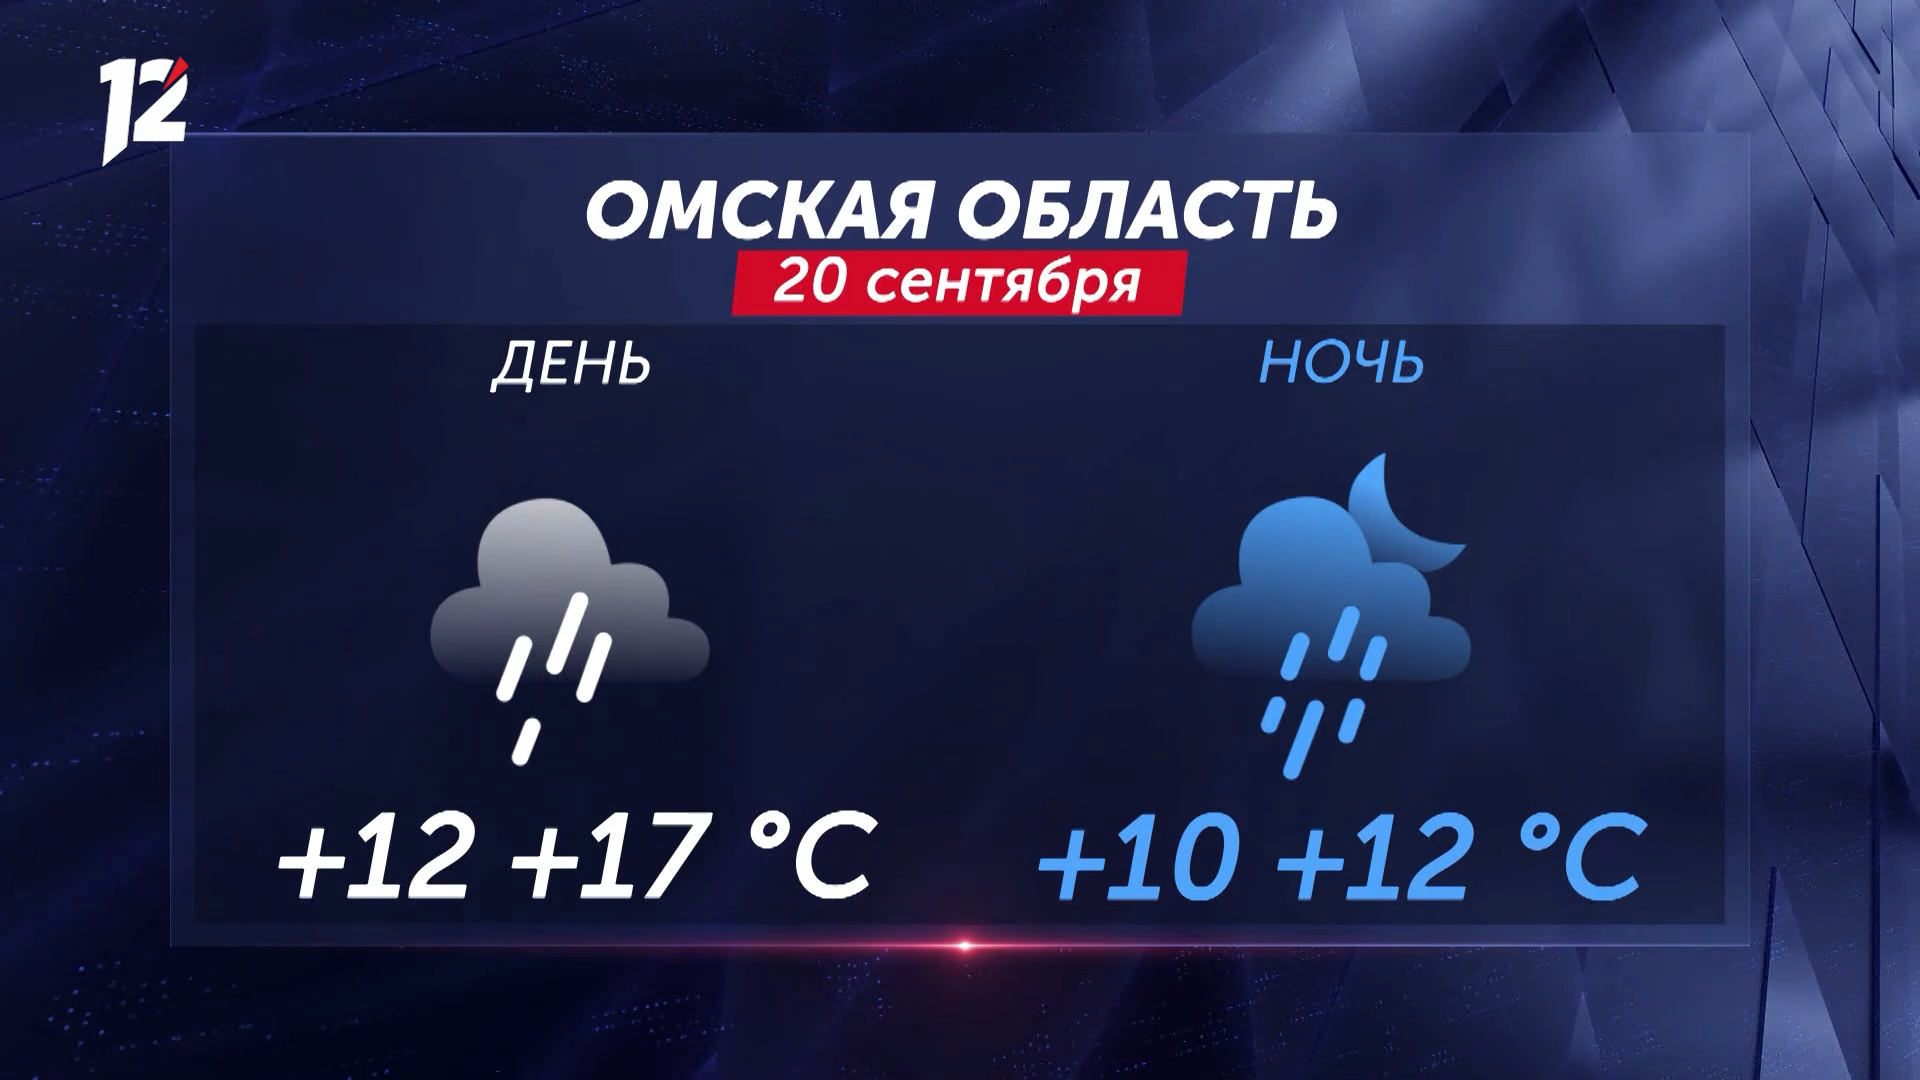 12
ОМСКАЯ ОБЛАСТЬ
20 сентября
ДЕНЬ
НОЧЬ
+12 +17 °C
+10 +12 °C